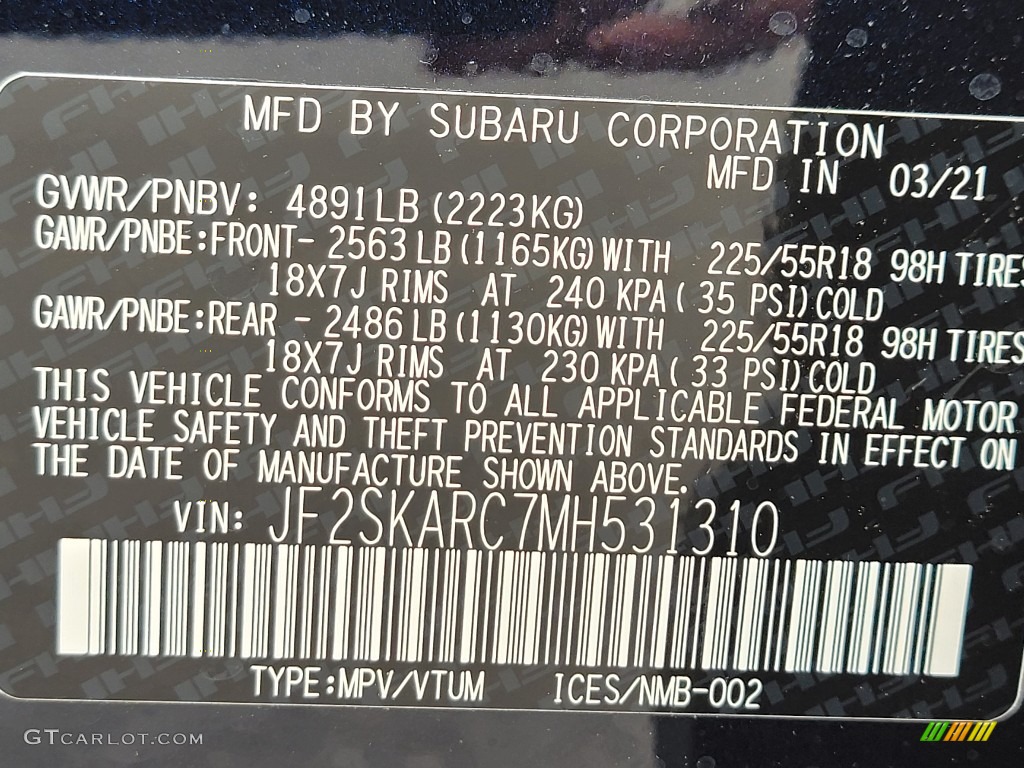 MFD BY SUBARU CORPORATION
MFD IN 03/21
GVWR/PNBV: 4891LB (2223KG)
GAWR/PNBE:FRONT- 2563 LB (1165KG) WITH 225/55R18 98H TIRES
18X7J RIMS AT 240 KPA ( 35 PSI) COLD
GAWR/PNBE:REAR - 2486 LB (1130KG) WITH 225/55R18 98H TIRES
18X7J RIMS AT 230 KPA ( 33 PSI) COLD
THIS VEHICLE CONFORMS TO ALL APPLICABLE FEDERAL MOTOR
VEHICLE SAFETY AND THEFT PREVENTION STANDARDS IN EFFECT ON
THE DATE OF MANUFACTURE SHOWN ABOVE.
VIN: JF2SKARC7MH531310
TYPE:MPV/VTUM ICES/NMB-002
GTCARLOT.COM